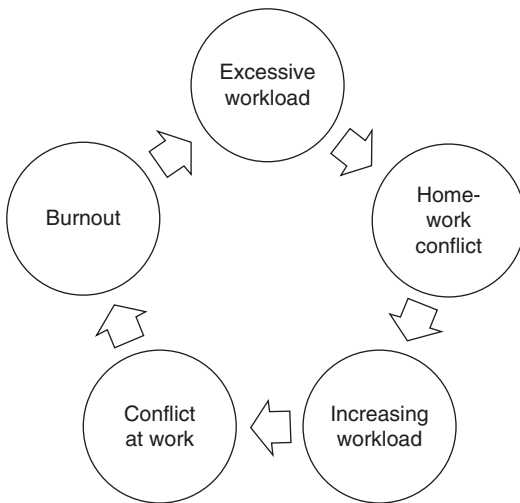 Excessive
workload
Home-
work
conflict
Increasing
workload
Conflict
at work
Burnout